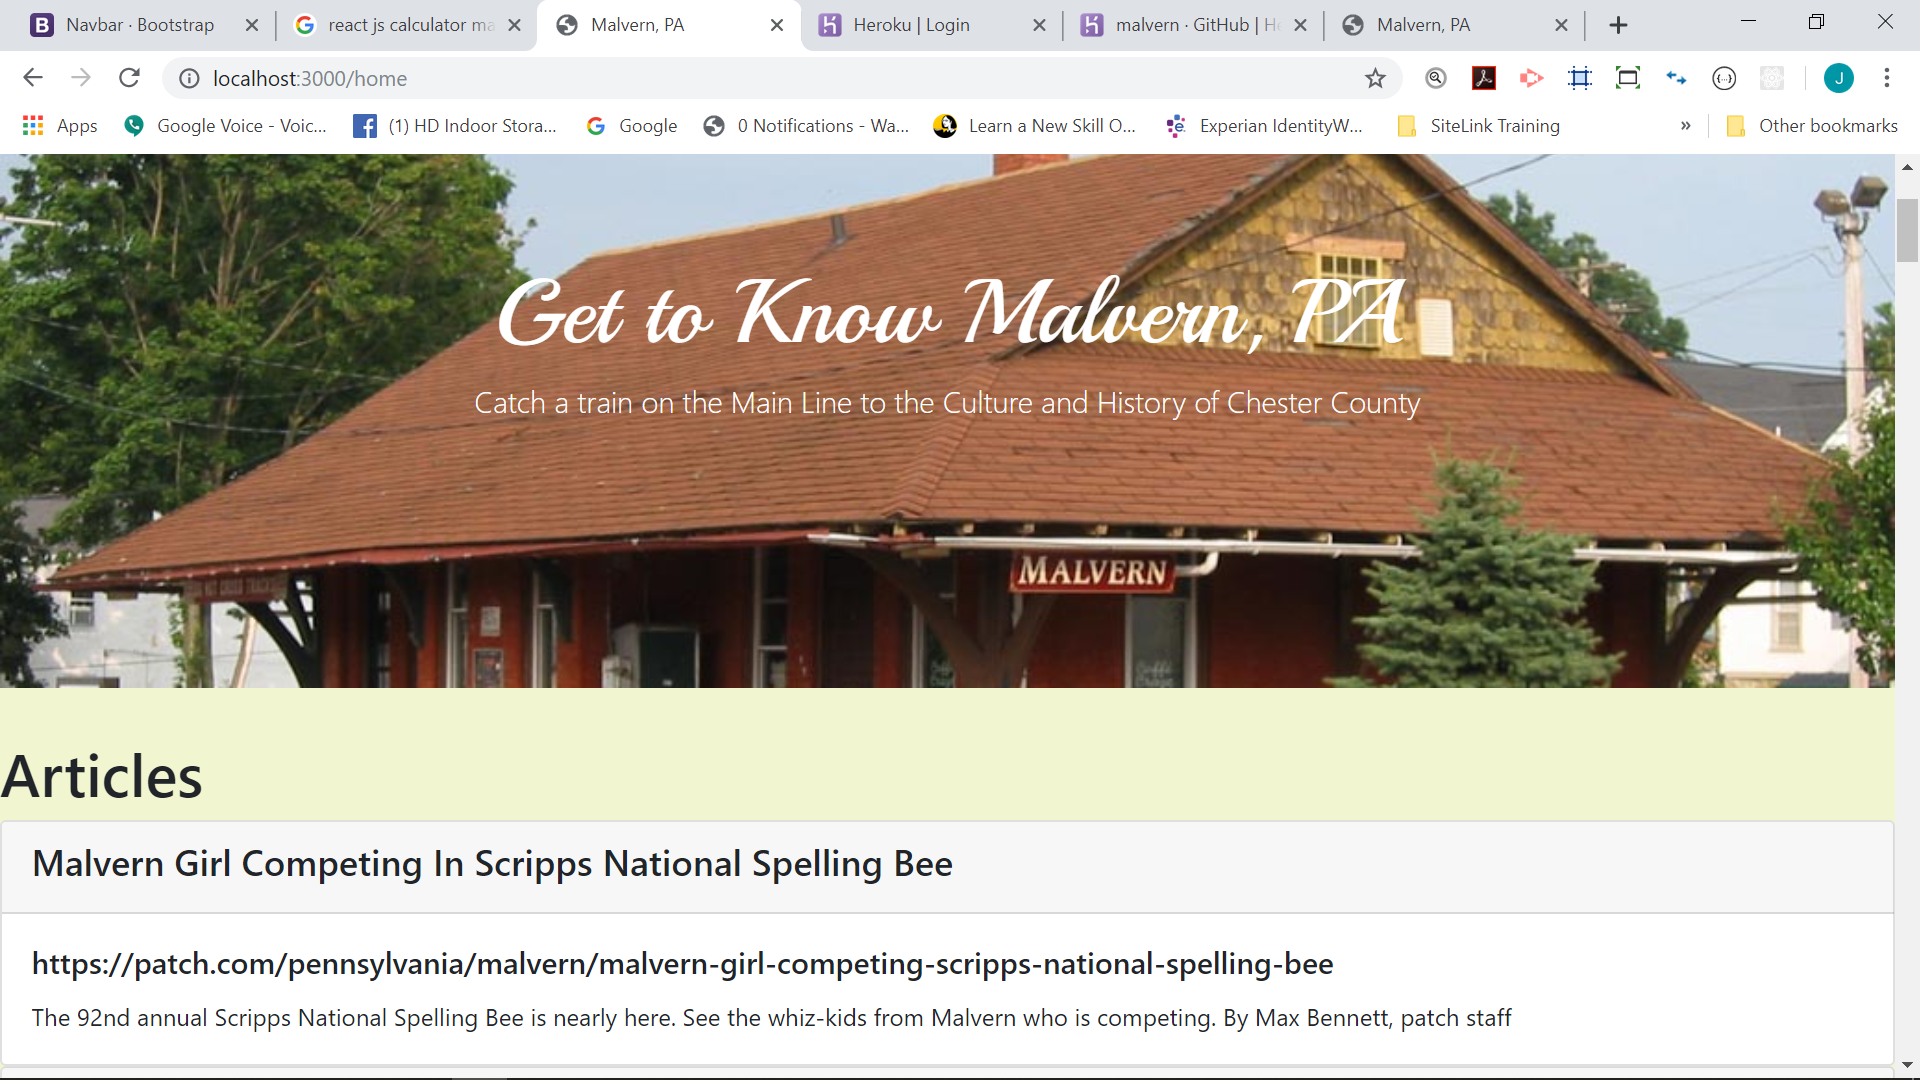 Navbar · Bootstrap
react js calculator ma
Malvern, PA
Heroku | Login
malvern · GitHub | He
Malvern, PA
localhost:3000/home
J
Apps
Google Voice - Voic...
(1) HD Indoor Stora...
Google
0 Notifications - Wa...
Learn a New Skill O...
Experian IdentityW...
SiteLink Training
»
Other bookmarks
Get to Know Malvern, PA
Catch a train on the Main Line to the Culture and History of Chester County
MALVERN
Articles
Malvern Girl Competing In Scripps National Spelling Bee
https://patch.com/pennsylvania/malvern/malvern-girl-competing-scripps-national-spelling-bee
The 92nd annual Scripps National Spelling Bee is nearly here. See the whiz-kids from Malvern who is competing. By Max Bennett, patch staff